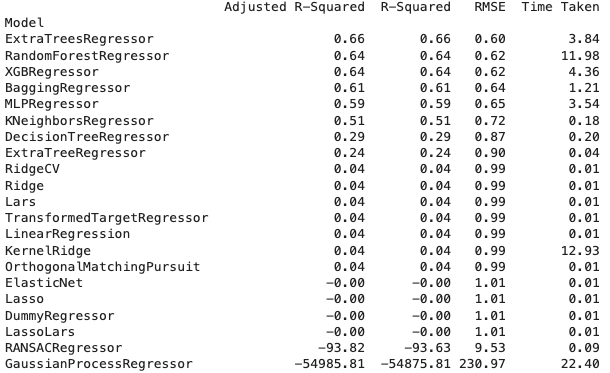 Adjusted R-Squared R-Squared RMSE Time Taken
Model
ExtraTreesRegressor 0.66 0.66 0.60 3.84
RandomForestRegressor 0.64 0.64 0.62 11.98
XGBRegressor 0.64 0.64 0.62 4.36
BaggingRegressor 0.61 0.61 0.64 1.21
MLPRegressor 0.59 0.59 0.65 3.54
KNeighborsRegressor 0.51 0.51 0.72 0.18
DecisionTreeRegressor 0.29 0.29 0.87 0.20
ExtraTreeRegressor 0.24 0.24 0.90 0.04
RidgeCV 0.04 0.04 0.99 0.01
Ridge 0.04 0.04 0.99 0.01
Lars 0.04 0.04 0.99 0.01
TransformedTargetRegressor 0.04 0.04 0.99 0.01
LinearRegression 0.04 0.04 0.99 0.01
KernelRidge 0.04 0.04 0.99 12.93
OrthogonalMatchingPursuit 0.04 0.04 0.99 0.01
ElasticNet -0.00 -0.00 1.01 0.01
Lasso -0.00 -0.00 1.01 0.01
DummyRegressor -0.00 -0.00 1.01 0.01
LassoLars -0.00 -0.00 1.01 0.01
RANSACRegressor -93.82 -93.63 9.53 0.09
GaussianProcessRegressor -54985.81 -54875.81 230.97 22.40